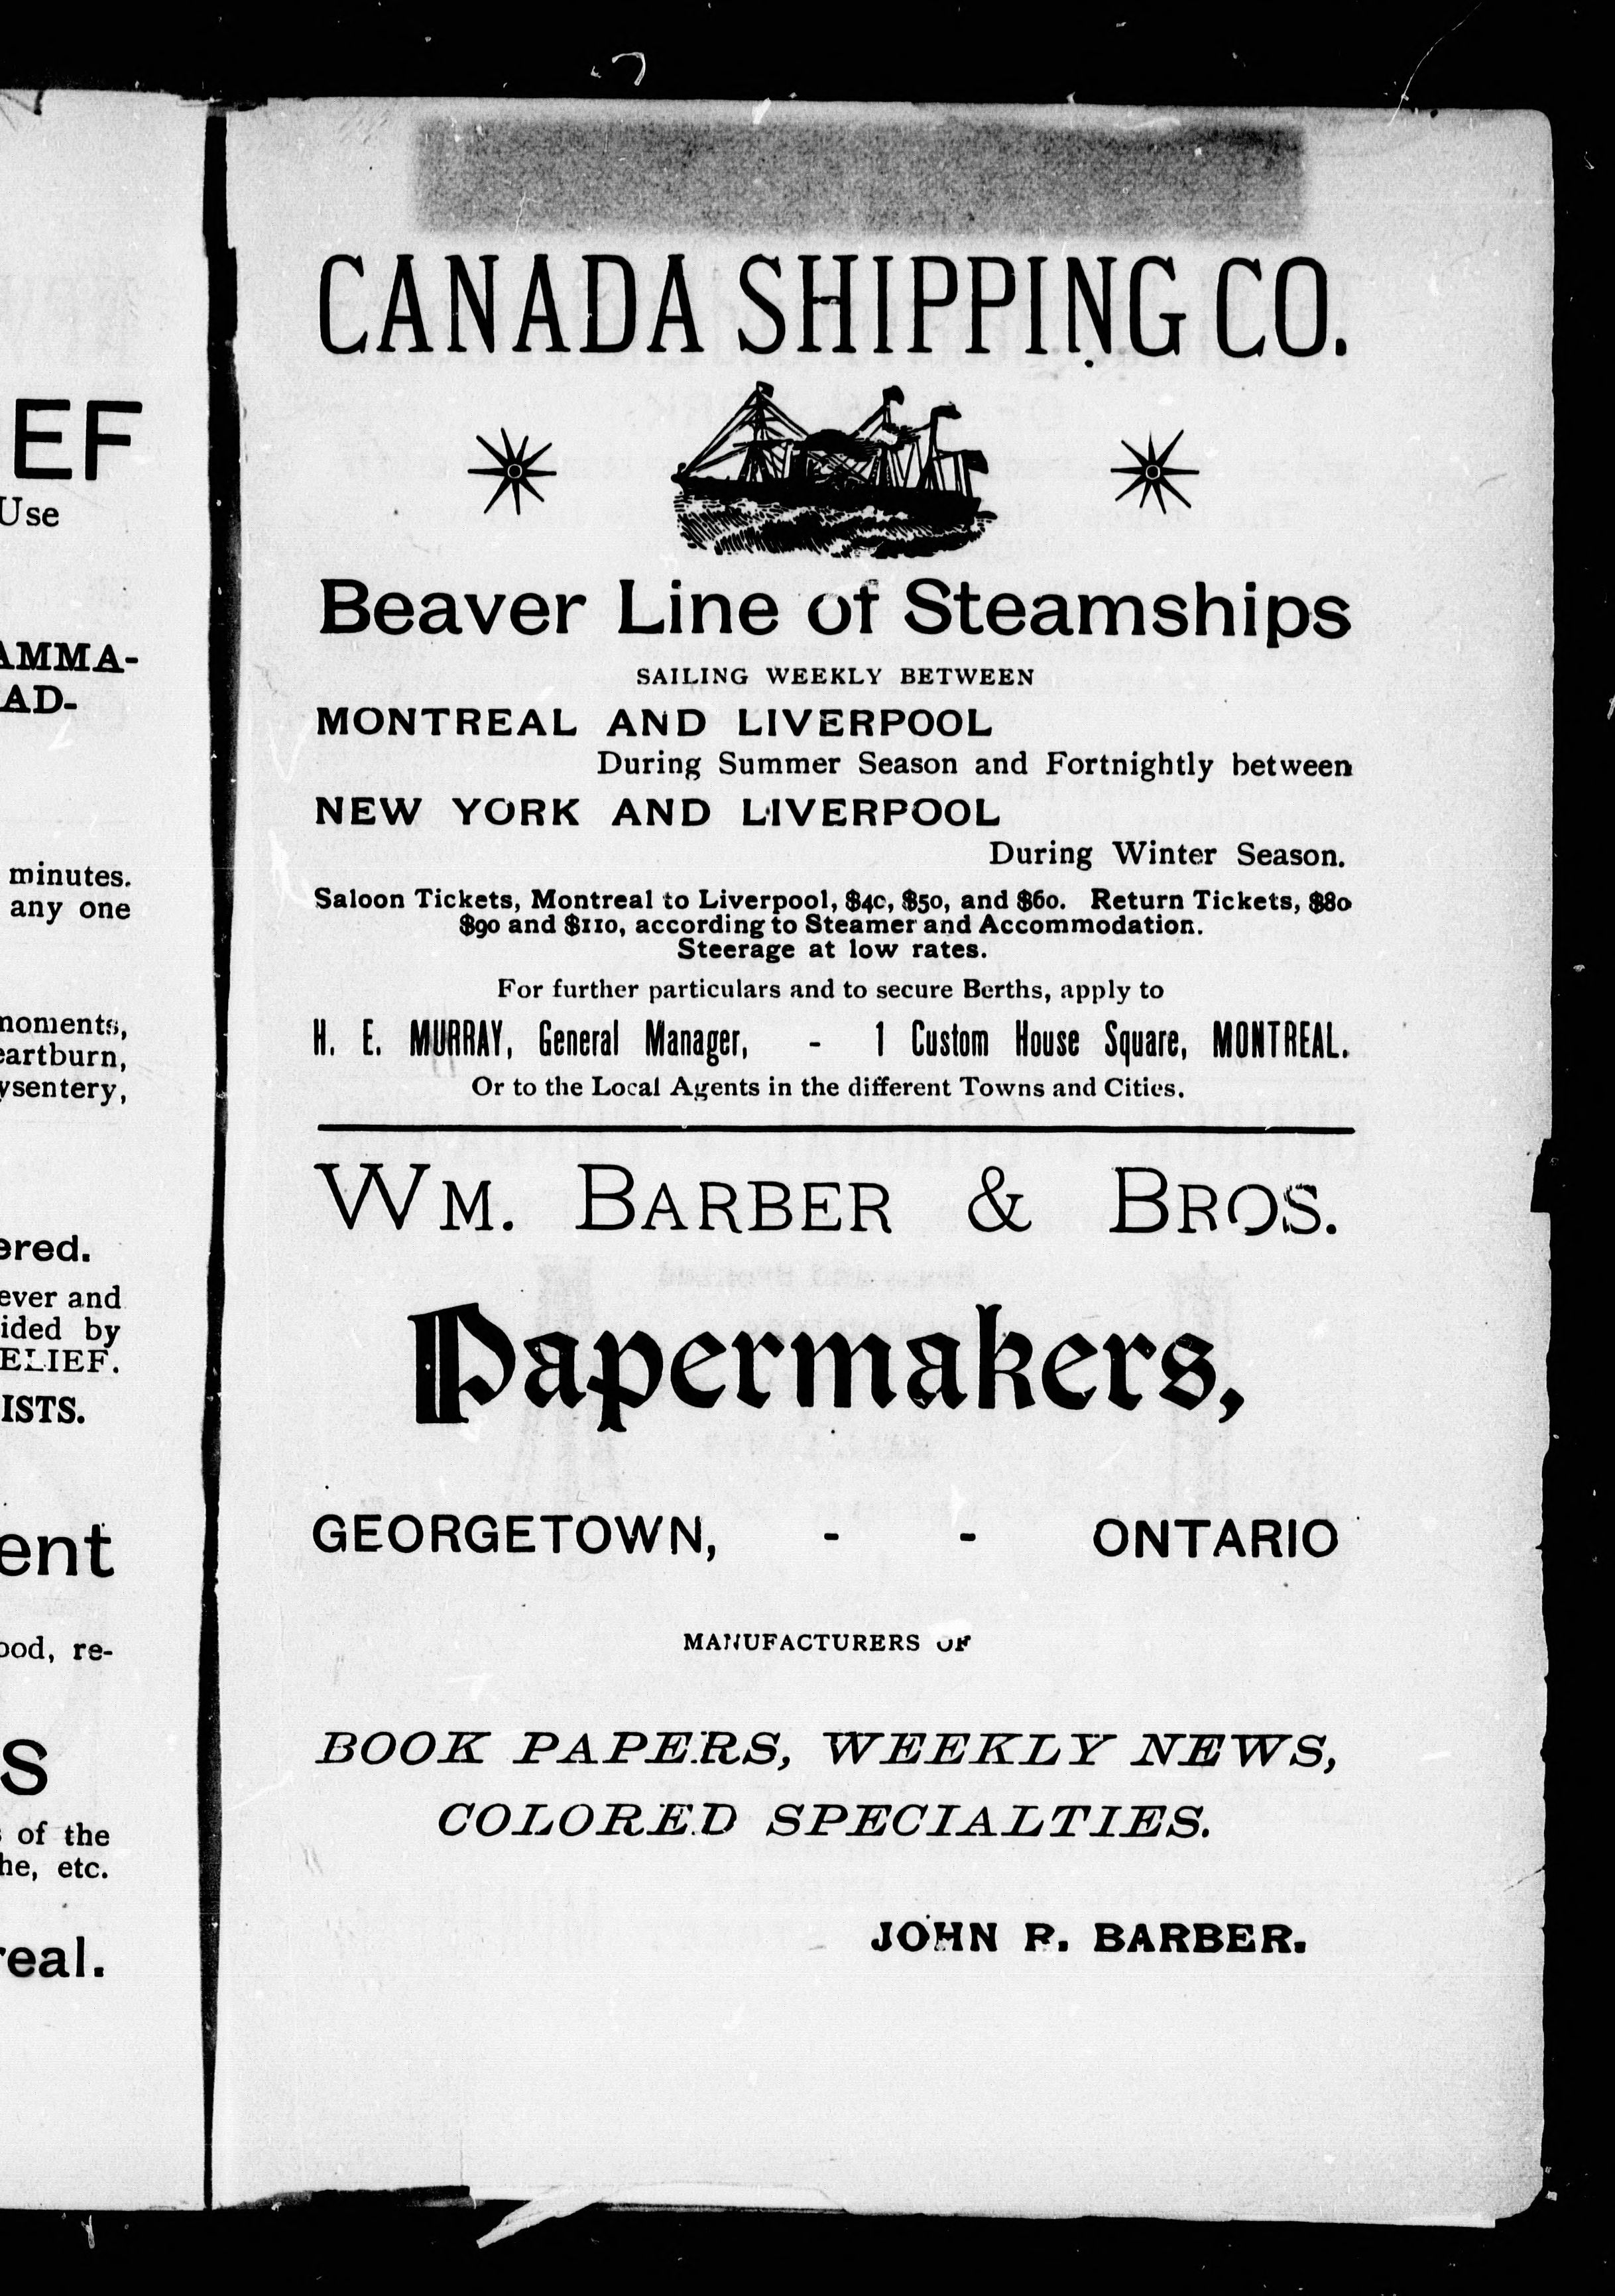 EF
Use
AMMA-
AD-
minutes.
any one
moments,
eartburn,
ysentery,
ered.
ever and
ided by
ELIEF.
ISTS.
ent
ood, re-
S
of the
he, etc.
real.
CANADA SHIPPING CO.
Beaver Line of Steamships
SAILING WEEKLY BETWEEN
MONTREAL AND LIVERPOOL
During Summer Season and Fortnightly between
NEW YORK AND LIVERPOOL
During Winter Season.
Saloon Tickets, Montreal to Liverpool, $40, $50, and $60. Return Tickets, $80
$90 and $110, according to Steamer and Accommodation.
Steerage at low rates.
For further particulars and to secure Berths, apply to
H. E. MURRAY, General Manager, - 1 Custom House Square, MONTREAL.
Or to the Local Agents in the different Towns and Cities.
WM. BARBER & BROS.
Papermakers,
GEORGETOWN, - - ONTARIO
MANUFACTURERS OF
BOOK PAPERS, WEEKLY NEWS,
COLORED SPECIALTIES.
JOHN R. BARBER.